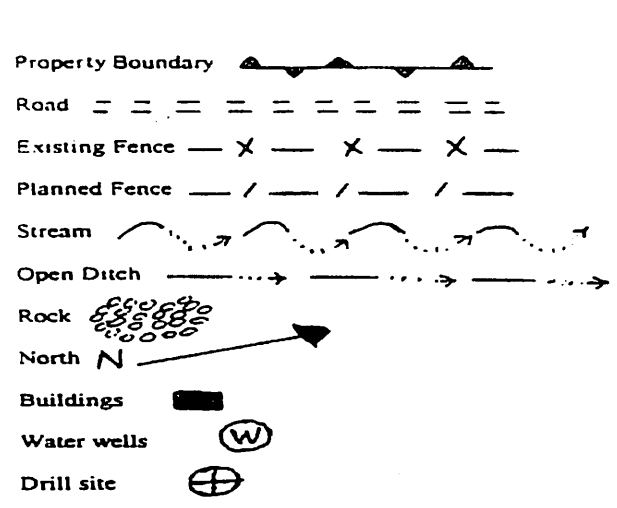 Property Boundary
Road
Existing Fence
Planned Fence
Stream
Open Ditch
Rock
North N
Buildings
Water wells W
Drill site